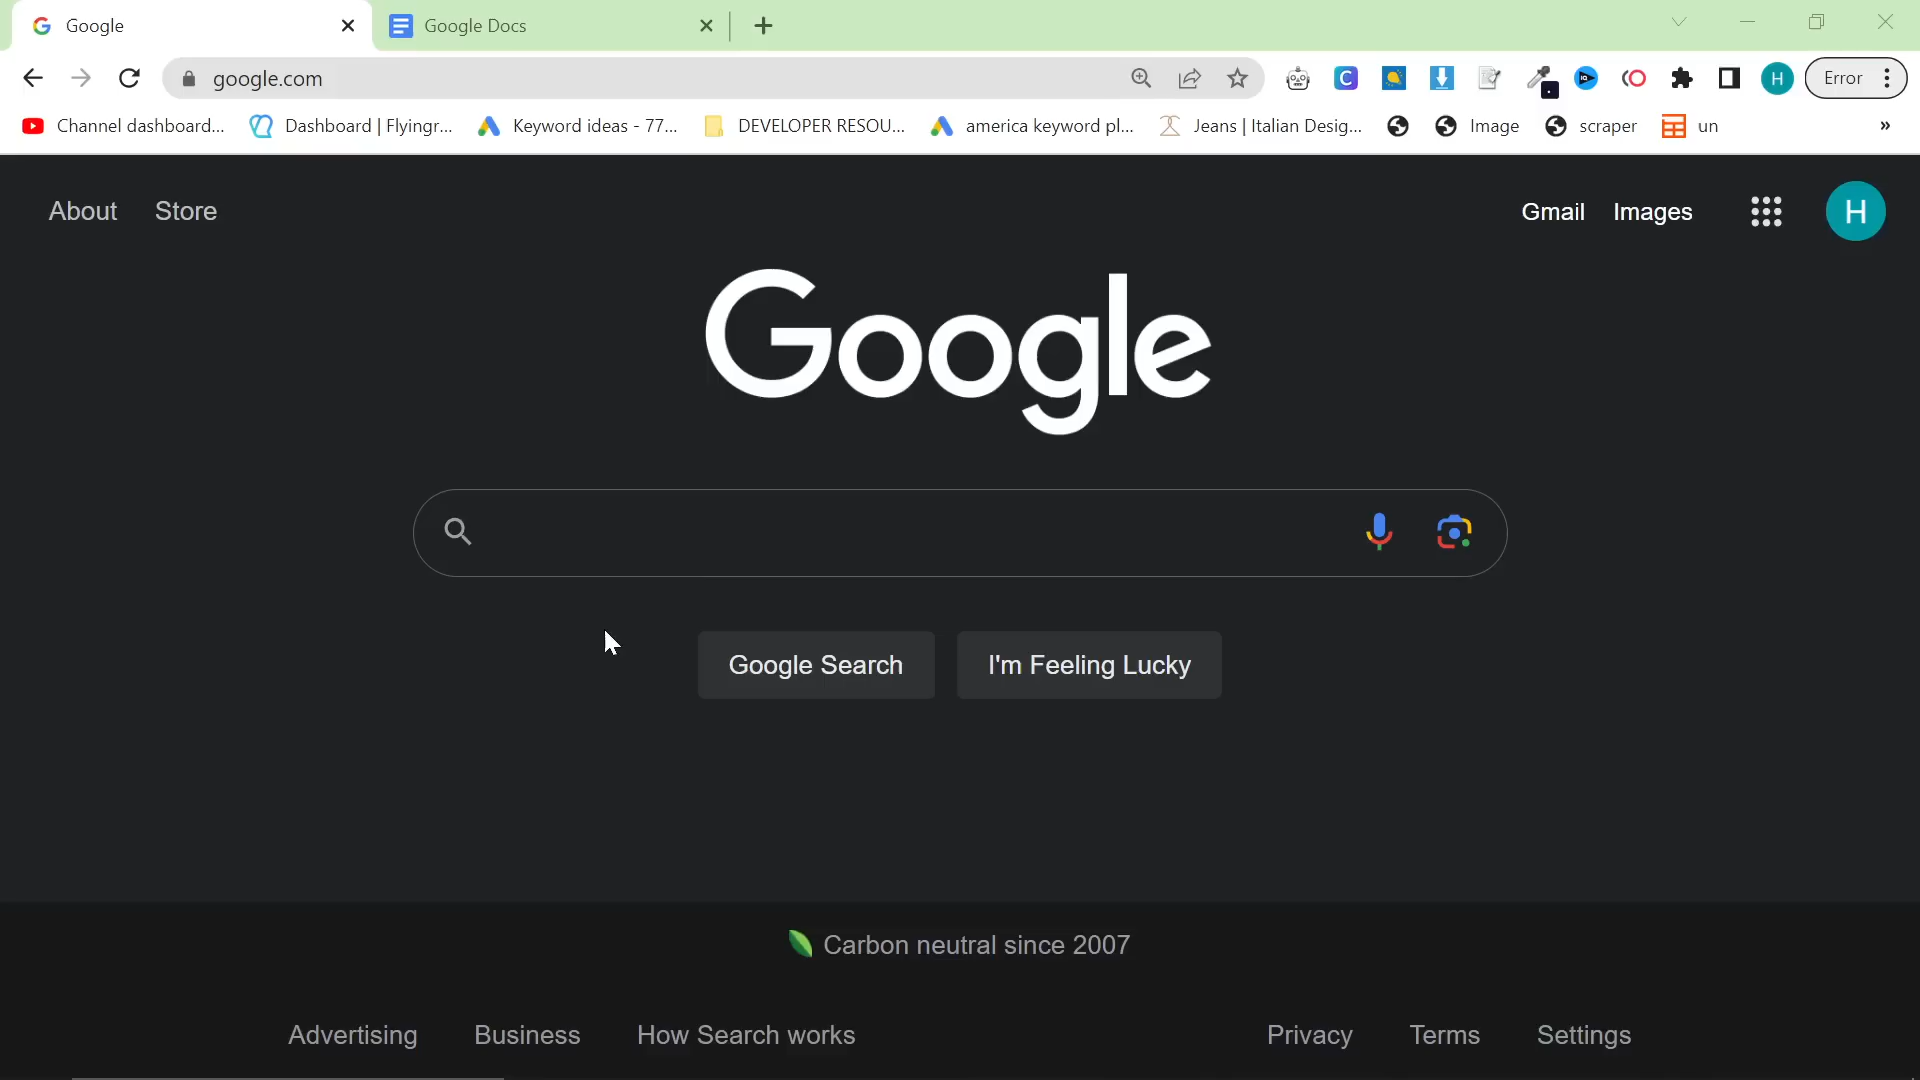 Google
Google Docs
google.com
Error
Channel dashboard...
Dashboard | Flyingr...
Keyword ideas - 77...
DEVELOPER RESOU...
america keyword pl...
Jeans | Italian Desig...
Image
scraper
un
»
About
Store
Gmail
Images
H
Google
Google Search
I'm Feeling Lucky
Carbon neutral since 2007
Advertising
Business
How Search works
Privacy
Terms
Settings